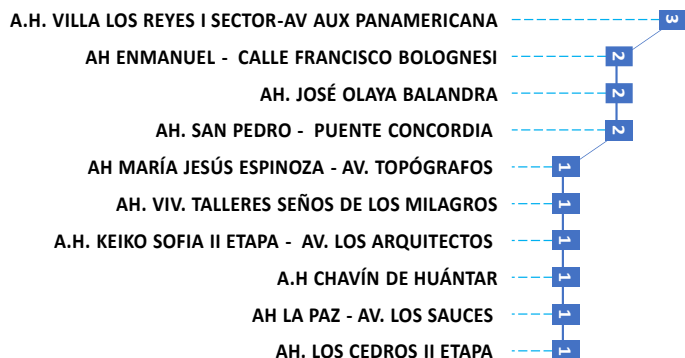 A.H. VILLA LOS REYES I SECTOR-AV AUX PANAMERICANA 3
AH ENMANUEL - CALLE FRANCISCO BOLOGNESI 2
AH. JOSÉ OLAYA BALANDRA 2
AH. SAN PEDRO - PUENTE CONCORDIA 2
AH MARÍA JESÚS ESPINOZA - AV. TOPÓGRAFOS 1
AH. VIV. TALLERES SEÑOS DE LOS MILAGROS 1
A.H. KEIKO SOFIA II ETAPA - AV. LOS ARQUITECTOS 1
A.H CHAVÍN DE HUÁNTAR 1
AH LA PAZ - AV. LOS SAUCES 1
AH. LOS CEDROS II ETAPA 1